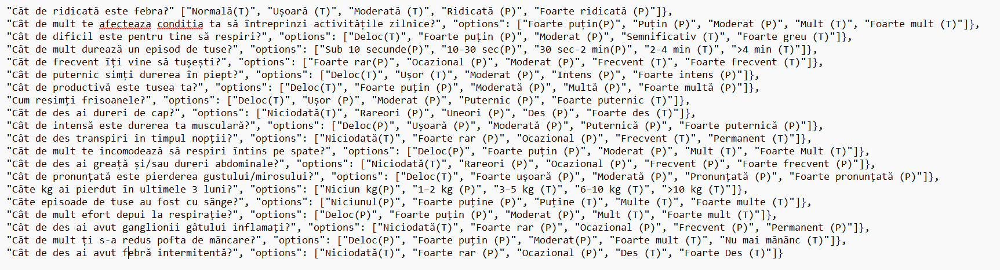 "Cât de ridicată este febra?" ["Normală(T)", "Ușoară (T)", "Moderată (T)", "Ridicată (P)", "Foarte ridicată (P)"]},
"Cât de mult te afecteaza conditia ta să întreprinzi activitățile zilnice?", "options": ["Foarte puțin(P)", "Puțin (P)", "Moderat (P)", "Mult (T)", "Foarte mult (T)"]},
"Cât de dificil este pentru tine să respiri?", "options": ["Deloc(T)", "Foarte puțin (P)", "Moderat (P)", "Semnificativ (T)", "Foarte greu (T)"]},
"Cât de mult durează un episod de tuse?", "options": ["Sub 10 secunde(P)", "10-30 sec(P)", "30 sec-2 min(P)", "2-4 min (T)", ">4 min (T)"]},
"Cât de frecvent îți vine să tușești?", "options": ["Foarte rar(P)", "Ocazional (P)", "Moderat (P)", "Frecvent (T)", "Foarte frecvent (T)"]},
"Cât de puternic simți durerea în piept?", "options": ["Deloc(T)", "Ușor (T)", "Moderat (P)", "Intens (P)", "Foarte intens (P)"]},
"Cât de productivă este tusea ta?", "options": ["Deloc(T)", "Foarte puțin (P)", "Moderată (P)", "Multă (P)", "Foarte multă (P)"]},
"Cum resimți frisoanele?", "options": ["Deloc(T)", "Ușor (P)", "Moderat (P)", "Puternic (P)", "Foarte puternic (T)"]},
"Cât de des ai dureri de cap?", "options": ["Niciodată(T)", "Rareori (P)", "Uneori (P)", "Des (P)", "Foarte des (T)"]},
"Cât de intensă este durerea ta musculară?", "options": ["Deloc(P)", "Ușoară (P)", "Moderată (P)", "Puternică (P)", "Foarte puternică (P)"]},
"Cât de des transpiri în timpul nopții?", "options": ["Niciodată(T)", "Foarte rar (P)", "Ocazional (P)", "Frecvent (T)", "Permanent (T)"]},
"Cât de mult te incomodează să respiri întins pe spate?", "options": ["Deloc(P)", "Foarte puțin (P)", "Moderat (P)", "Mult (T)", "Foarte Mult (T)"]},
"Cât de des ai greață și/sau dureri abdominale?", "options": ["Niciodată(T)", "Rareori (P)", "Ocazional (P)", "Frecvent (P)", "Foarte frecvent (P)"]},
"Cât de pronunțată este pierderea gustului/mirosului?", "options": ["Deloc(T)", "Foarte ușoară (P)", "Moderată (P)", "Pronunțată (P)", "Foarte pronunțată (P)"]},
"Câte kg ai pierdut în ultimele 3 luni?", "options": ["Niciun kg(P)", "1–2 kg (P)", "3–5 kg (T)", "6–10 kg (T)", ">10 kg (T)"]},
"Câte episoade de tuse au fost cu sânge?", "options": ["Niciunul(P)", "Foarte puține (P)", "Puține (T)", "Multe (T)", "Foarte multe (T)"]},
"Cât de mult efort depui la respirație?", "options": ["Deloc(P)", "Foarte puțin (P)", "Moderat (P)", "Mult (T)", "Foarte mult (T)"]},
"Cât de des ai avut ganglionii gâtului inflamați?", "options": ["Niciodată(T)", "Foarte rar (P)", "Ocazional (P)", "Frecvent (P)", "Permanent (P)"]},
"Cât de mult ți s-a redus pofta de mâncare?", "options": ["Deloc(P)", "Foarte puțin (P)", "Moderat(P)", "Foarte mult (T)", "Nu mai mănânc (T)"]},
"Cât de des ai avut febră intermitentă?", "options": ["Niciodată(T)", "Foarte rar (P)", "Ocazional (P)", "Des (T)", "Foarte Des (T)"]}